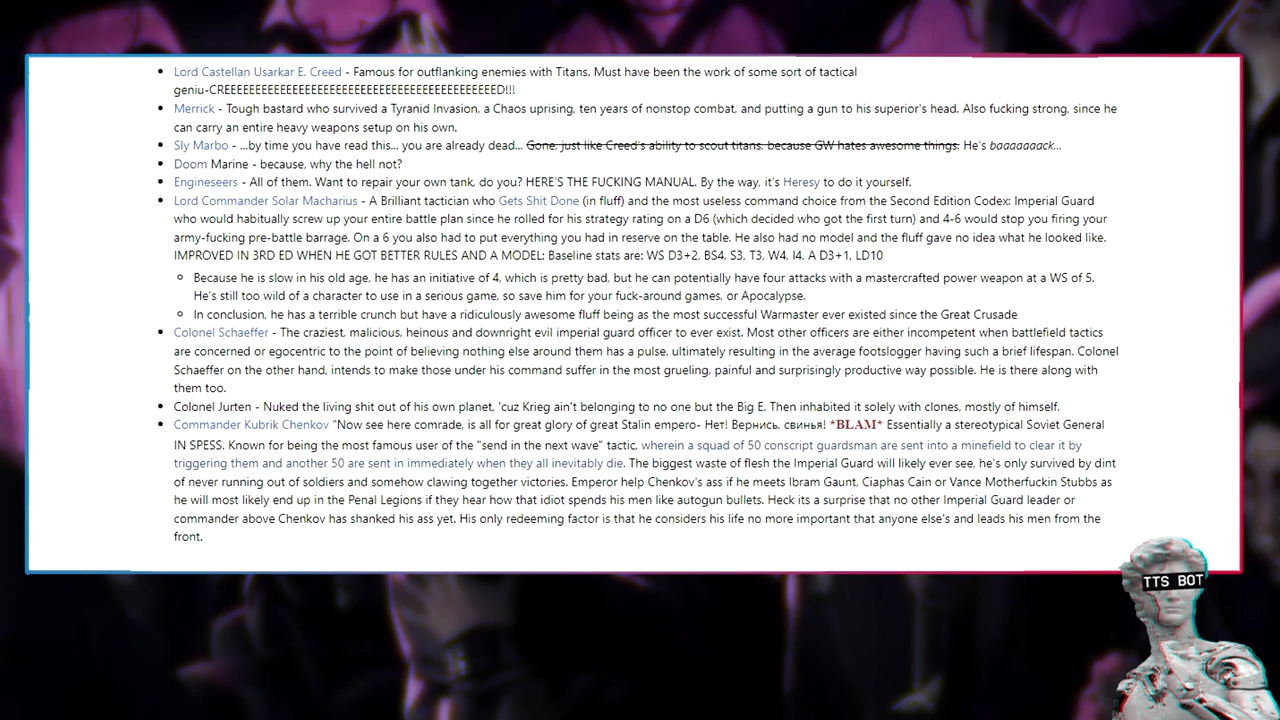 Lord Castellan Usarkar E. Creed - Famous for outflanking enemies with Titans. Must have been the work of some sort of tactical
geniu-CREEEEEEEEEEEEEEEEEEEEEEEEEEEEEEEEEEEEEEEEEEED!!!
Merrick - Tough bastard who survived a Tyranid Invasion, a Chaos uprising, ten years of nonstop combat, and putting a gun to his superior's head. Also fucking strong, since he
can carry an entire heavy weapons setup on his own.
Sly Marbo - ...by time you have read this... you are already dead... Gone, just like Creed's ability to scout titans, because GW hates awesome things. He's baaaaaaack...
Doom Marine - because, why the hell not?
Engineseers - All of them. Want to repair your own tank, do you? HERE'S THE FUCKING MANUAL. By the way, it's Heresy to do it yourself.
Lord Commander Solar Macharius - A Brilliant tactician who Gets Shit Done (in fluff) and the most useless command choice from the Second Edition Codex: Imperial Guard
who would habitually screw up your entire battle plan since he rolled for his strategy rating on a D6 (which decided who got the first turn) and 4-6 would stop you firing your
army-fucking pre-battle barrage. On a 6 you also had to put everything you had in reserve on the table. He also had no model and the fluff gave no idea what he looked like.
IMPROVED IN 3RD ED WHEN HE GOT BETTER RULES AND A MODEL: Baseline stats are: WS D3+2, BS4, S3, T3, W4, I4, A D3+1, LD10
Because he is slow in his old age, he has an initiative of 4, which is pretty bad, but he can potentially have four attacks with a mastercrafted power weapon at a WS of 5.
He's still too wild of a character to use in a serious game, so save him for your fuck-around games, or Apocalypse.
In conclusion, he has a terrible crunch but have a ridiculously awesome fluff being as the most successful Warmaster ever existed since the Great Crusade
Colonel Schaeffer - The craziest, malicious, heinous and downright evil imperial guard officer to ever exist. Most other officers are either incompetent when battlefield tactics
are concerned or egocentric to the point of believing nothing else around them has a pulse, ultimately resulting in the average footslogger having such a brief lifespan. Colonel
Schaeffer on the other hand, intends to make those under his command suffer in the most grueling, painful and surprisingly productive way possible. He is there along with
them too.
Colonel Jurten - Nuked the living shit out of his own planet, 'cuz Krieg ain't belonging to no one but the Big E. Then inhabited it solely with clones, mostly of himself.
Commander Kubrik Chenkov "Now see here comrade, is all for great glory of great Stalin empero- Нет! Вернись, свинья! *BLAM* Essentially a stereotypical Soviet General
IN SPESS. Known for being the most famous user of the "send in the next wave" tactic, wherein a squad of 50 conscript guardsman are sent into a minefield to clear it by
triggering them and another 50 are sent in immediately when they all inevitably die. The biggest waste of flesh the Imperial Guard will likely ever see, he's only survived by dint
of never running out of soldiers and somehow clawing together victories. Emperor help Chenkov's ass if he meets Ibram Gaunt, Ciaphas Cain or Vance Motherfuckin Stubbs as
he will most likely end up in the Penal Legions if they hear how that idiot spends his men like autogun bullets. Heck its a surprise that no other Imperial Guard leader or
commander above Chenkov has shanked his ass yet. His only redeeming factor is that he considers his life no more important that anyone else's and leads his men from the
front.
TTS BOT